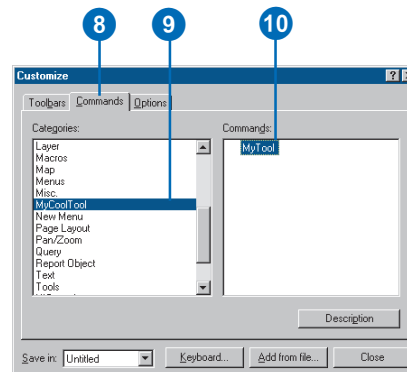 8 9 10
Customize ?
Toolbars Commands Options
Categories:
Layer
Macros
Map
Menus
Misc.
MyCoolTool
New Menu
Page Layout
Pan/Zoom
Query
Report Object
Text
Tools
Commands:
MyTool
Description
Save in: Untitled Keyboard... Add from file... Close